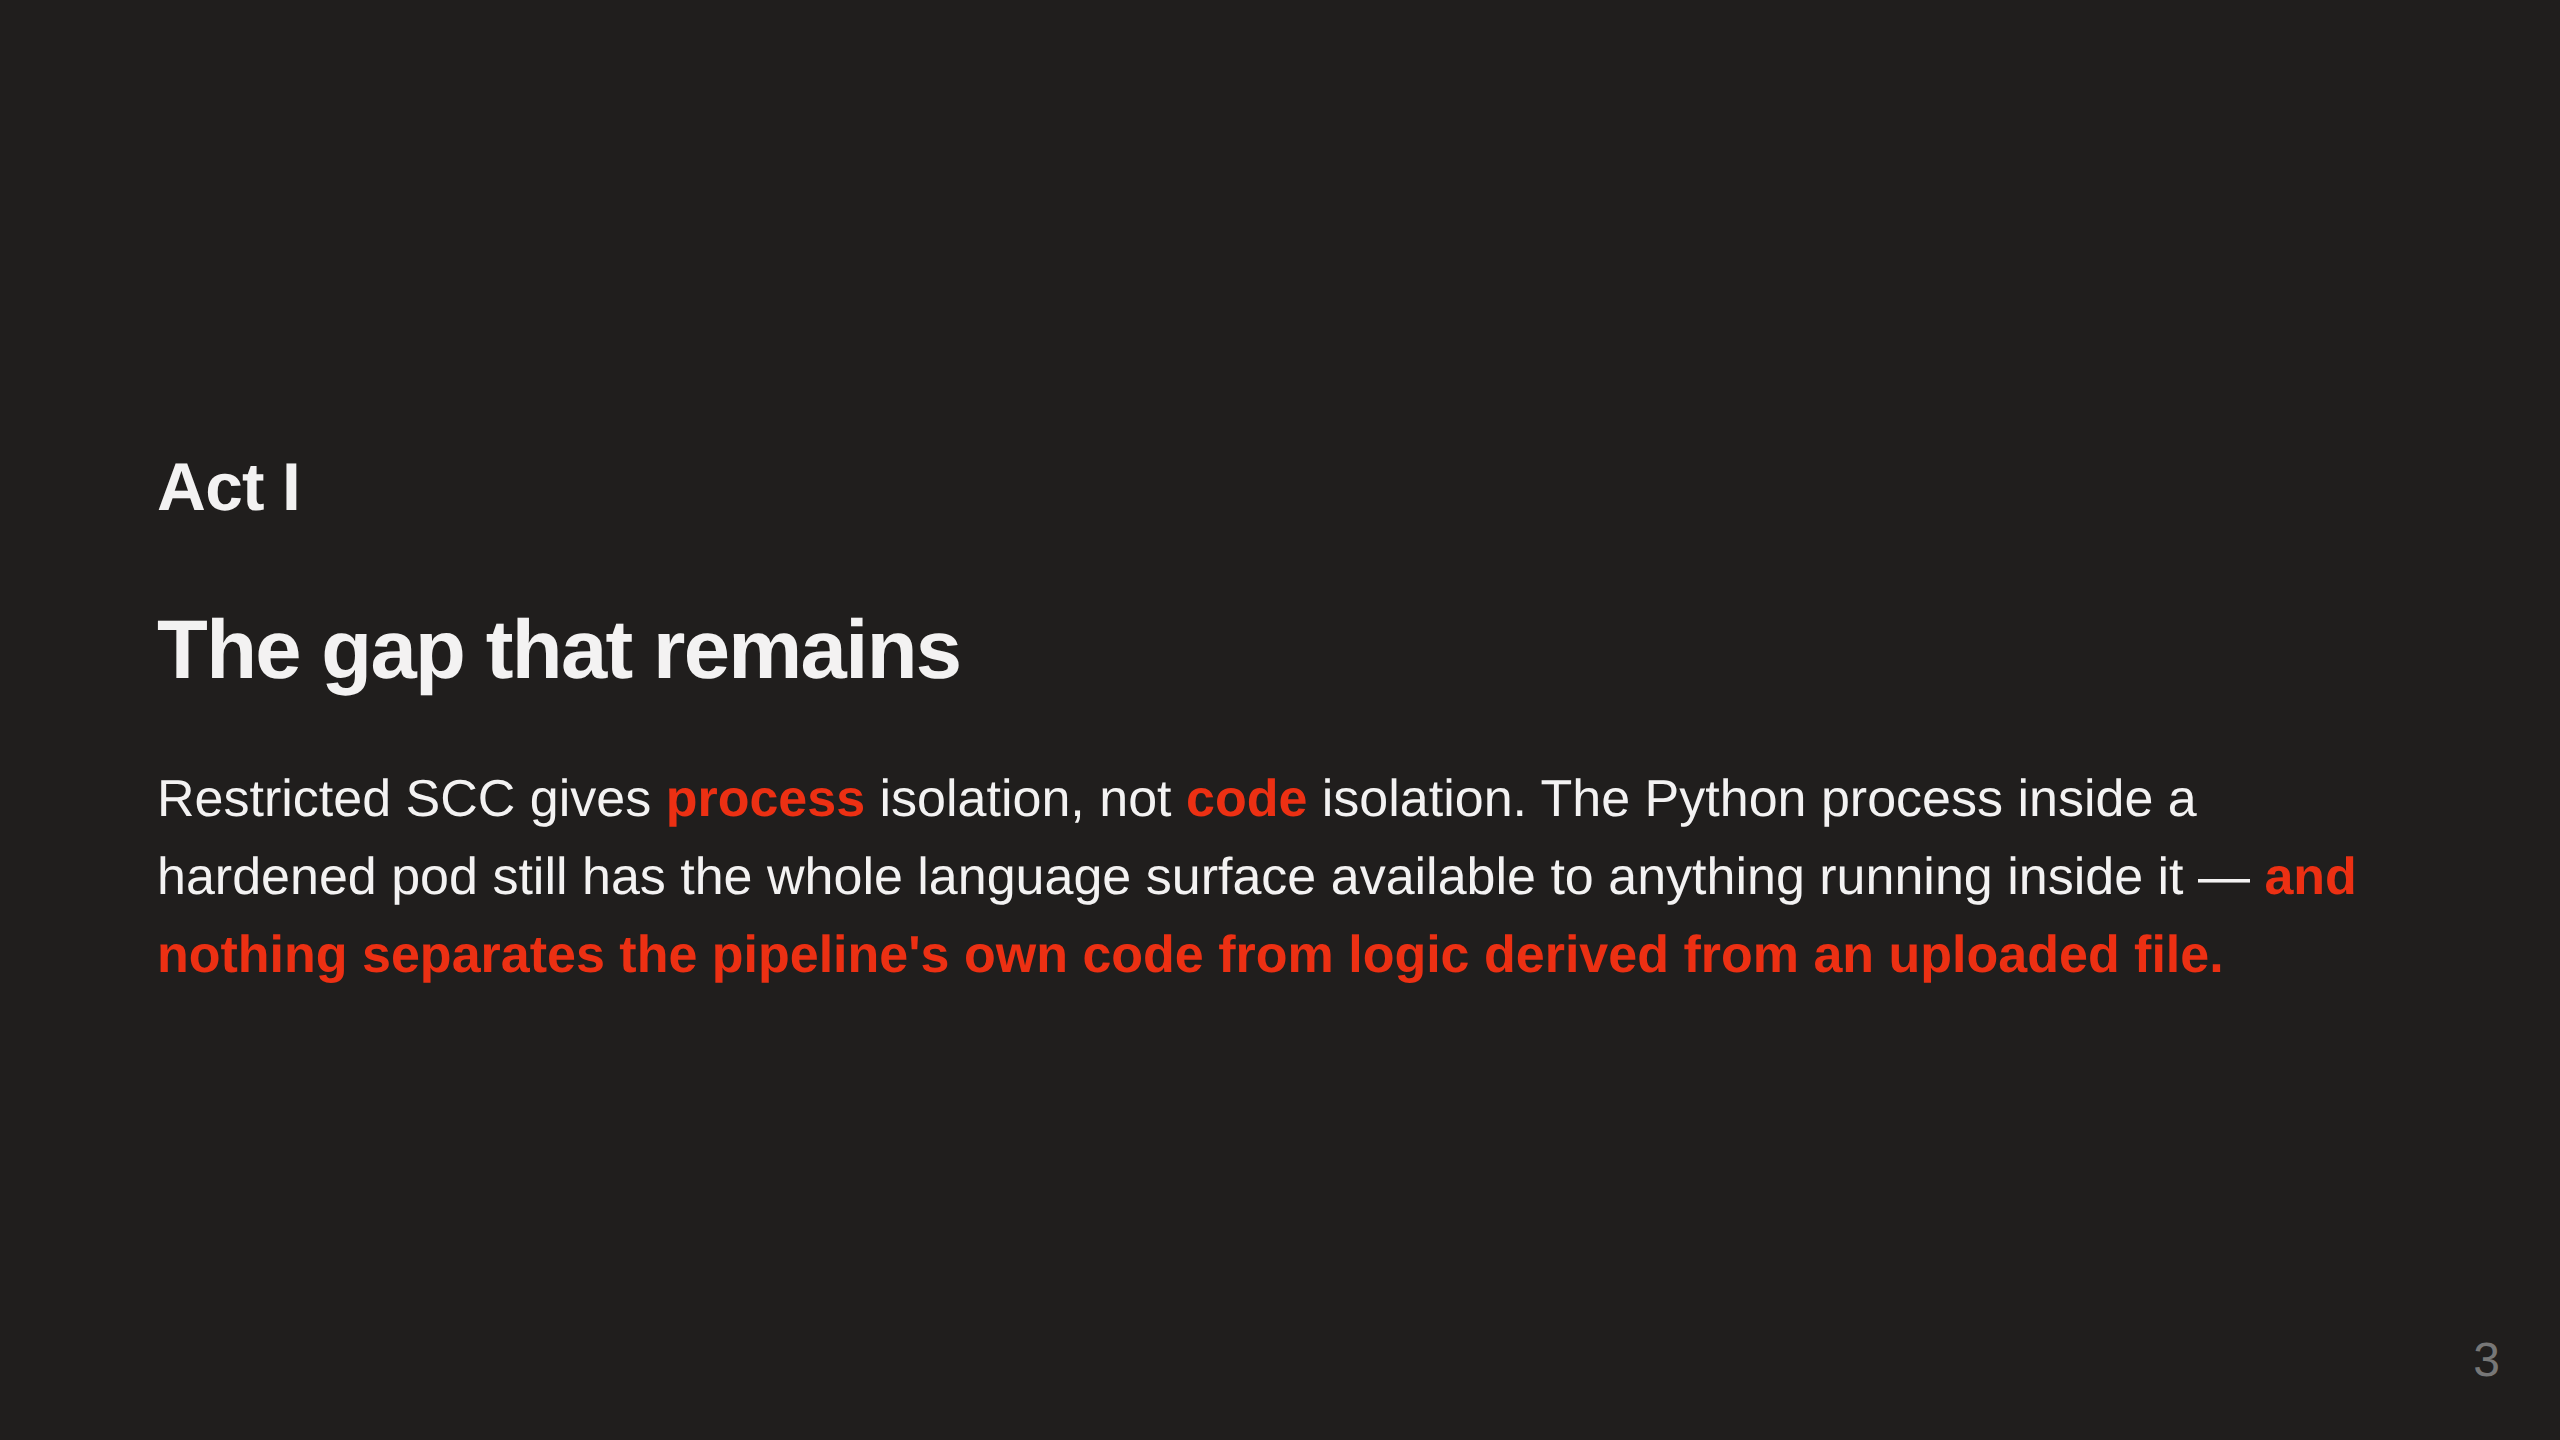 Act I
The gap that remains
Restricted SCC gives process isolation, not code isolation. The Python process inside a
hardened pod still has the whole language surface available to anything running inside it — and
nothing separates the pipeline's own code from logic derived from an uploaded file.
3